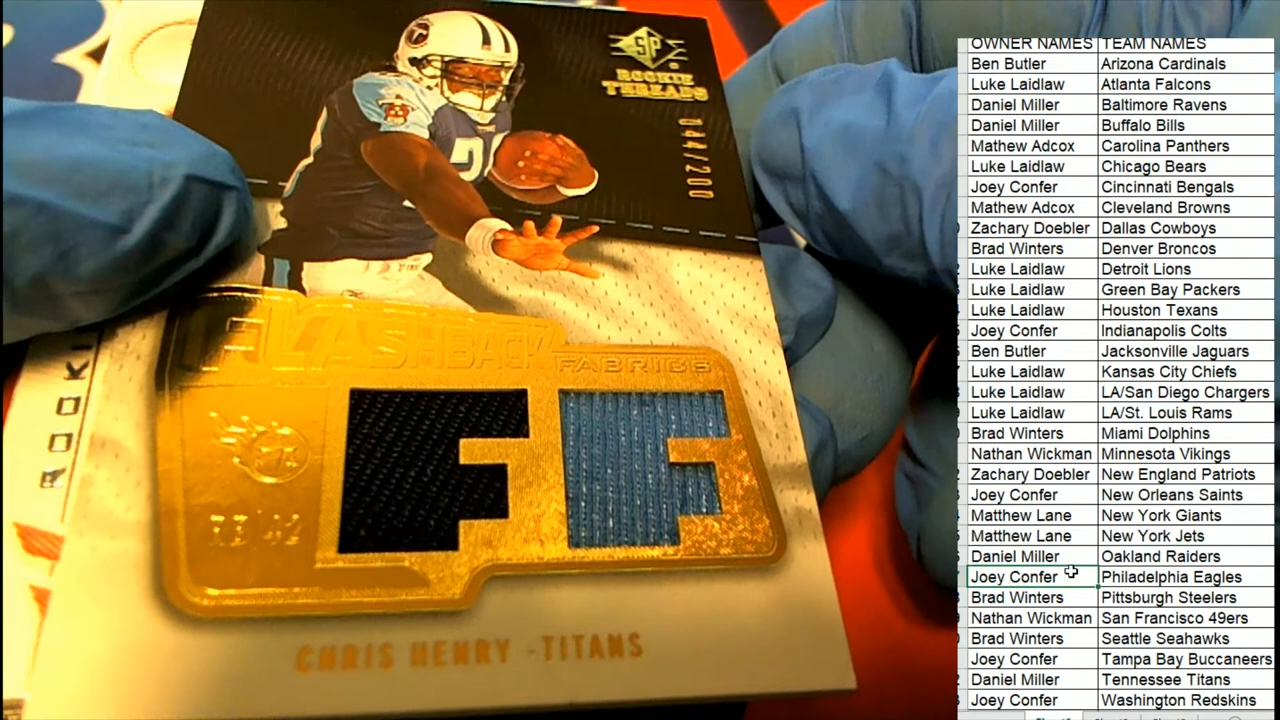 SP
ROOKIE
THREADS
044/200
FLASHBACK FABRICS
CHRIS HENRY - TITANS
ROOKI
OWNER NAMES TEAM NAMES
Ben Butler Arizona Cardinals
Luke Laidlaw Atlanta Falcons
Daniel Miller Baltimore Ravens
Daniel Miller Buffalo Bills
Mathew Adcox Carolina Panthers
Luke Laidlaw Chicago Bears
Joey Confer Cincinnati Bengals
Mathew Adcox Cleveland Browns
Zachary Doebler Dallas Cowboys
Brad Winters Denver Broncos
Luke Laidlaw Detroit Lions
Luke Laidlaw Green Bay Packers
Luke Laidlaw Houston Texans
Joey Confer Indianapolis Colts
Ben Butler Jacksonville Jaguars
Luke Laidlaw Kansas City Chiefs
Luke Laidlaw LA/San Diego Chargers
Luke Laidlaw LA/St. Louis Rams
Brad Winters Miami Dolphins
Nathan Wickman Minnesota Vikings
Zachary Doebler New England Patriots
Joey Confer New Orleans Saints
Matthew Lane New York Giants
Matthew Lane New York Jets
Daniel Miller Oakland Raiders
Joey Confer Philadelphia Eagles
Brad Winters Pittsburgh Steelers
Nathan Wickman San Francisco 49ers
Brad Winters Seattle Seahawks
Joey Confer Tampa Bay Buccaneers
Daniel Miller Tennessee Titans
Joey Confer Washington Redskins